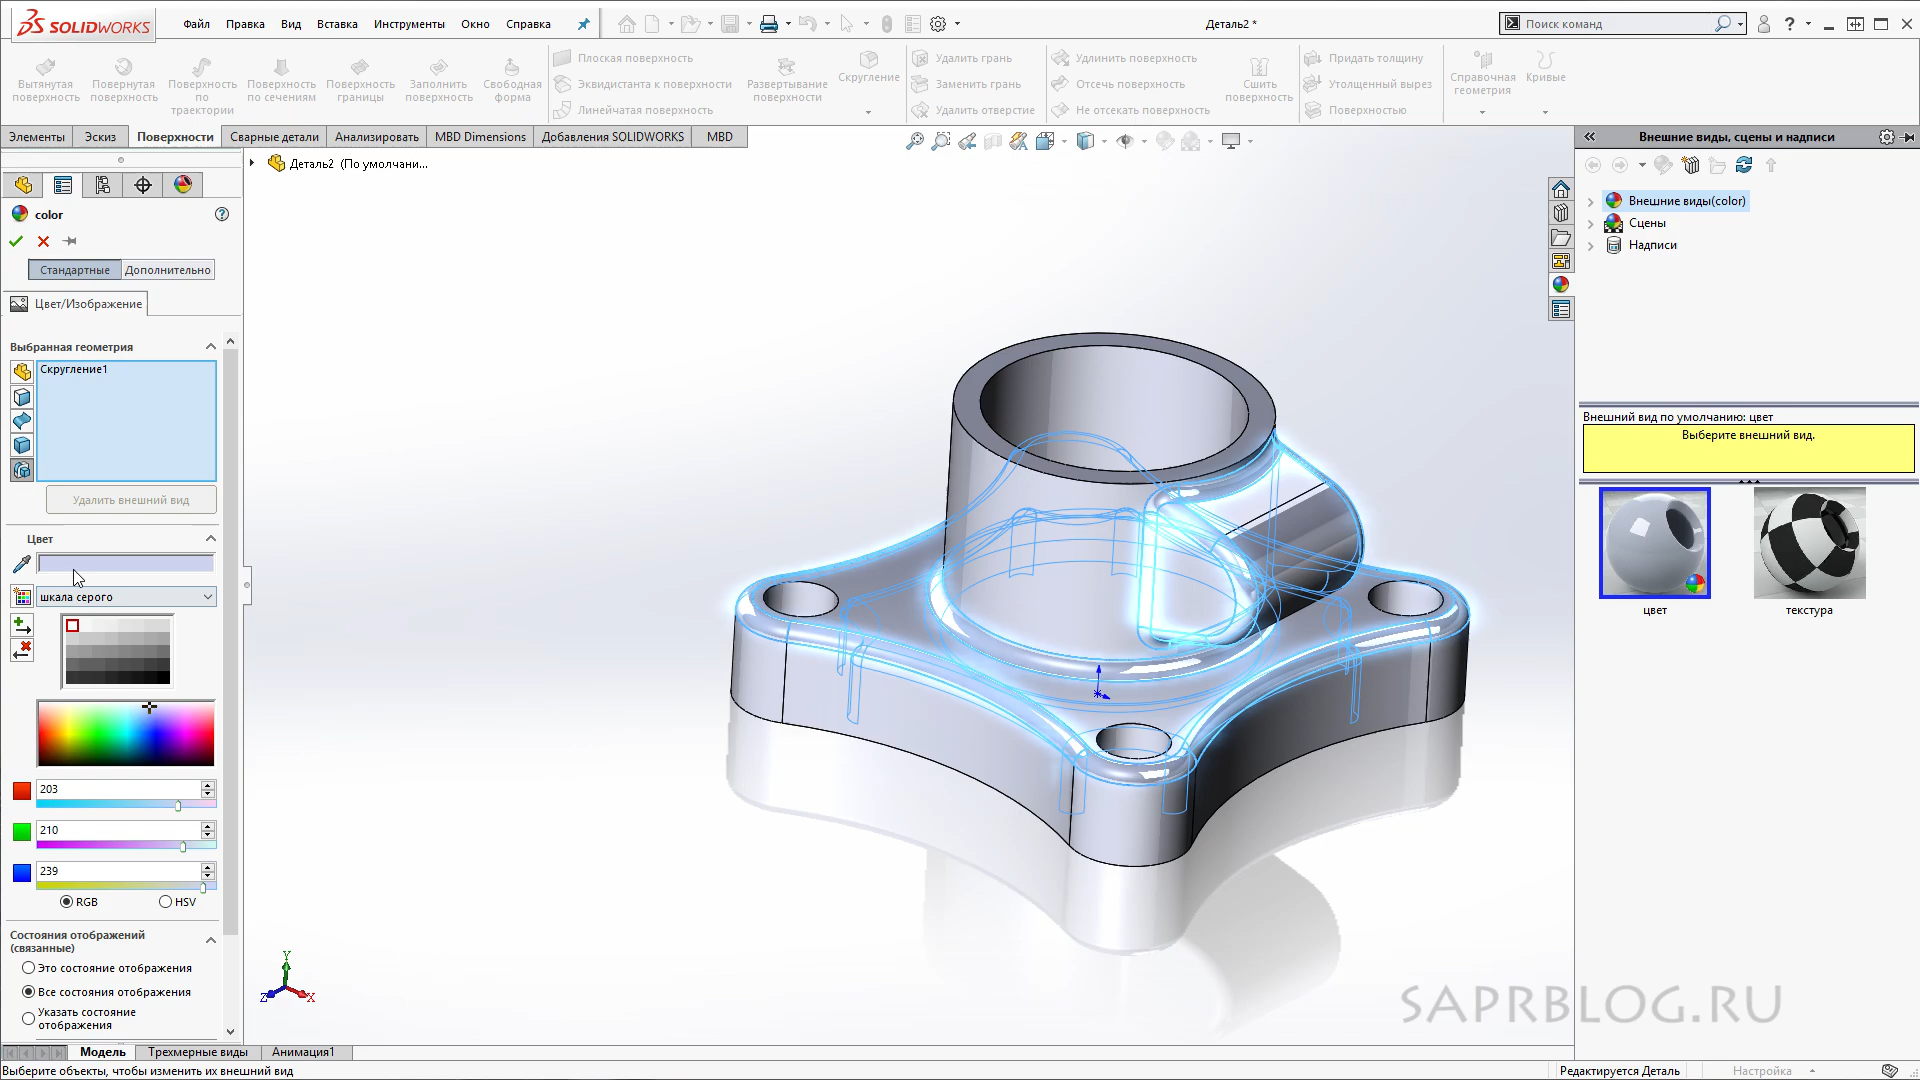 SOLIDWORKS
Файл
Правка
Вид
Вставка
Инструменты
Окно
Справка
Деталь2 *
Поиск команд
?
Вытянутая
поверхность
Повернутая
поверхность
Поверхность
по
траектории
Поверхность
по сечениям
Поверхность
границы
Заполнить
поверхность
Свободная
форма
Плоская поверхность
Эквидистанта к поверхности
Линейчатая поверхность
Развертывание
поверхности
Скругление
Удалить грань
Заменить грань
Удалить отверстие
Удлинить поверхность
Отсечь поверхность
Не отсекать поверхность
Сшить
поверхность
Придать толщину
Утолщенный вырез
Поверхностью
Справочная
геометрия
Кривые
Элементы
Эскиз
Поверхности
Сварные детали
Анализировать
MBD Dimensions
Добавления SOLIDWORKS
MBD
Деталь2 (По умолчани...
color
?
Стандартные
Дополнительно
Цвет/Изображение
Выбранная геометрия
Скругление1
Удалить внешний вид
Цвет
шкала серого
203
210
239
RGB
HSV
Состояния отображений
(связанные)
Это состояние отображения
Все состояния отображения
Указать состояние
отображения
Y
Z
X
Внешние виды, сцены и надписи
Внешние виды(color)
Сцены
Надписи
Внешний вид по умолчанию: цвет
Выберите внешний вид.
цвет
текстура
SAPRBLOG.RU
Модель
Трехмерные виды
Анимация1
Выберите объекты, чтобы изменить их внешний вид
Редактируется Деталь
Настройка